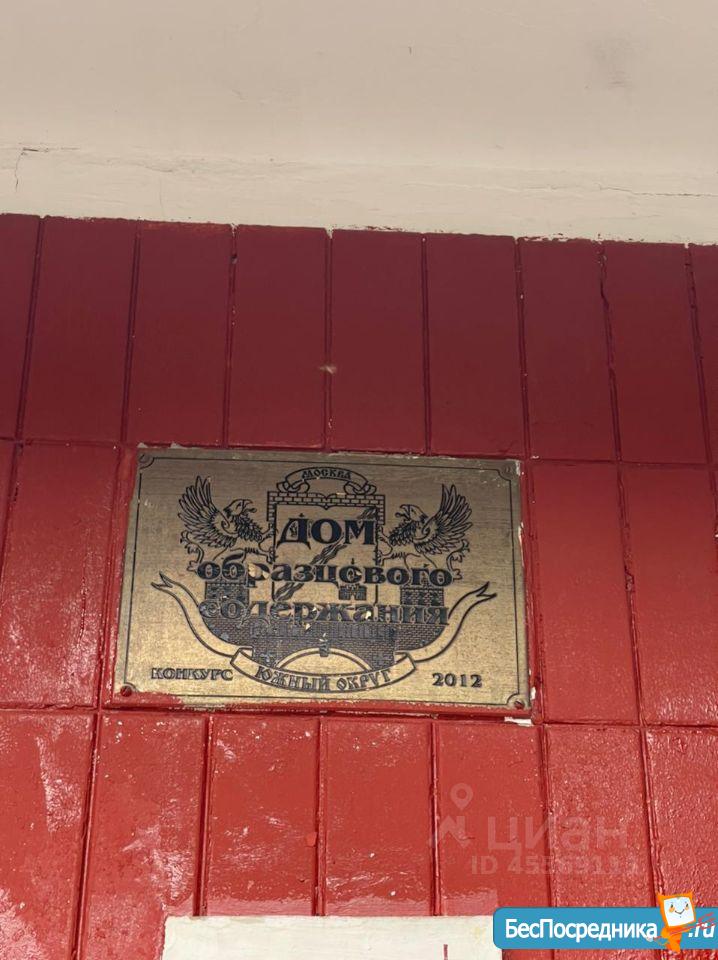 МОСКВА
ДОМ
образцового
содержания
КОНКУРС
ЮЖНЫЙ ОКРУГ
2012
циан
БесПосредника
.ru